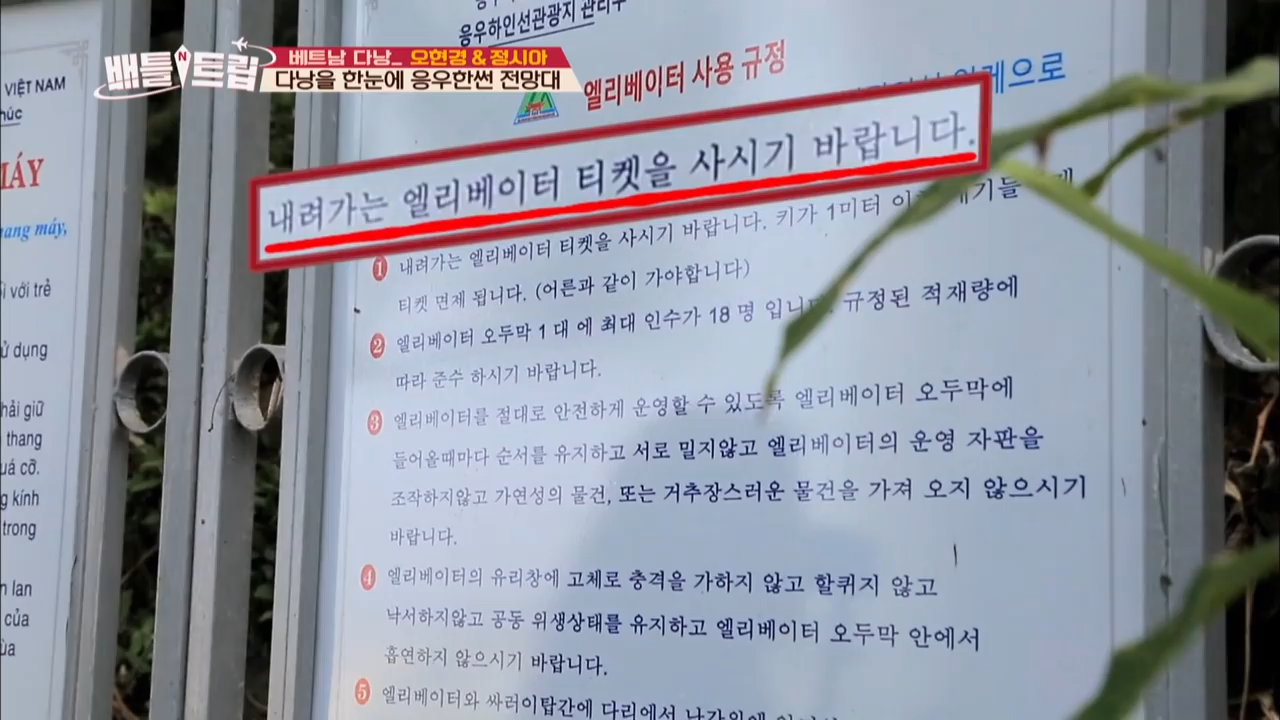 배틀트립
베트남 다낭_ 오현경 & 정시아
다낭을 한눈에 응우한썬 전망대
응우하인선관광지 관리부
엘리베이터 사용 규정
내려가는 엘리베이터 티켓을 사시기 바랍니다.
1 내려가는 엘리베이터 티켓을 사시기 바랍니다. 키가 1미터
티켓 면제 됩니다. (어른과 같이 가야합니다)
2 엘리베이터 오두막 1 대 에 최대 인수가 18 명 규정된 적재량에
따라 준수 하시기 바랍니다.
3 엘리베이터를 절대로 안전하게 운영할 수 있도록 엘리베이터 오두막에
들어올때마다 순서를 유지하고 서로 밀지않고 엘리베이터의 운영 자판을
조작하지않고 가연성의 물건, 또는 거추장스러운 물건을 가져 오지 않으시기
바랍니다.
4 엘리베이터의 유리창에 고체로 충격을 가하지 않고 할퀴지 않고
낙서하지않고 공동 위생상태를 유지하고 엘리베이터 오두막 안에서
흡연하지 않으시기 바랍니다.
5 엘리베이터와 싸러이탑간에 다리에서
VIỆT NAM
MÁY
mang máy,
với trẻ
sử dụng
phải giữ
thang
quá cỡ.
kính
trong
lan
của